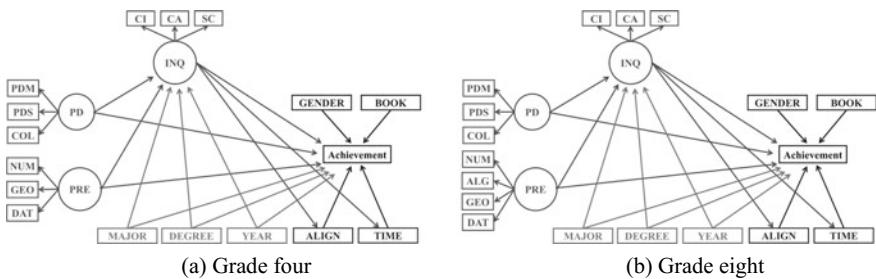 CI CA SC
INQ
PDM
PDS
COL
PD
GENDER BOOK
NUM
GEO
DAT
PRE
Achievement
MAJOR DEGREE YEAR ALIGN TIME
(a) Grade four
CI CA SC
INQ
PDM
PDS
COL
PD
GENDER BOOK
NUM
ALG
GEO
DAT
PRE
Achievement
MAJOR DEGREE YEAR ALIGN TIME
(b) Grade eight